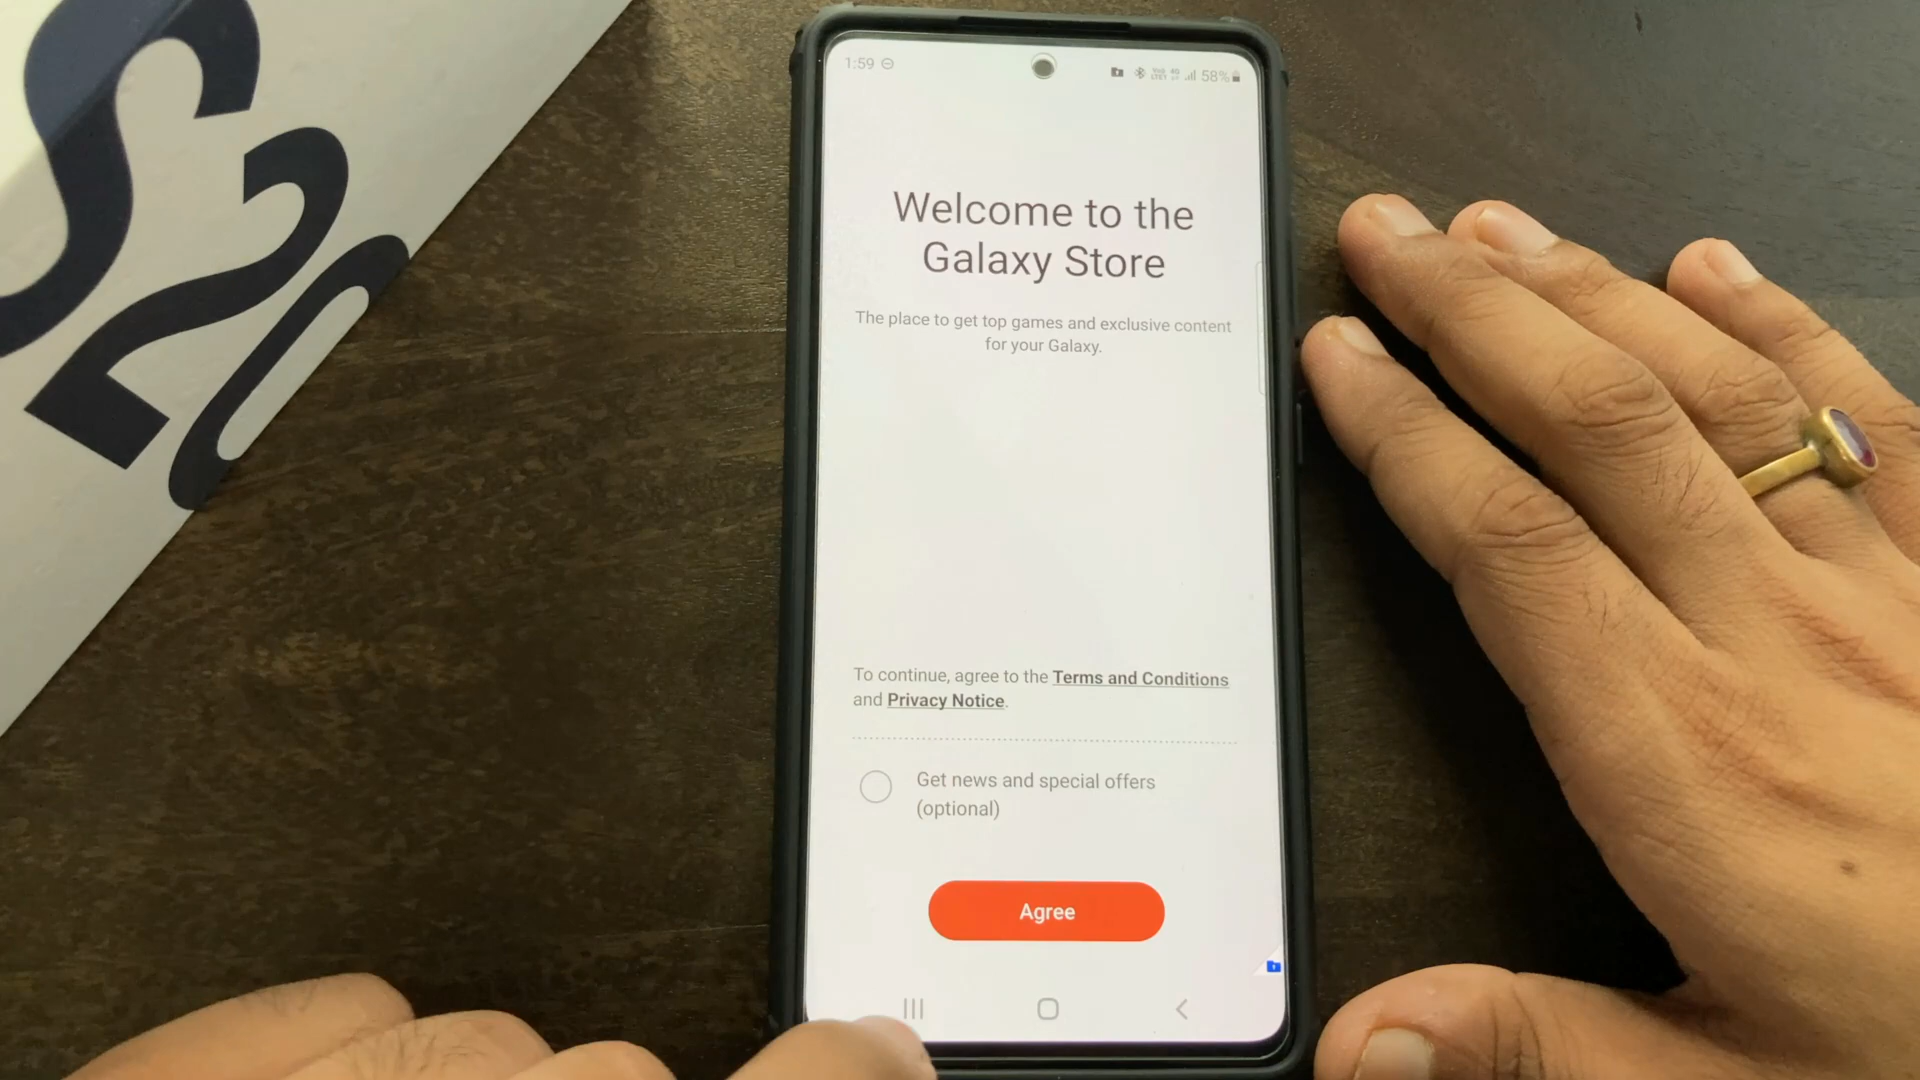 S20
1:59
58%
Welcome to the
Galaxy Store
The place to get top games and exclusive content
for your Galaxy.
To continue, agree to the Terms and Conditions
and Privacy Notice.
Get news and special offers
(optional)
Agree